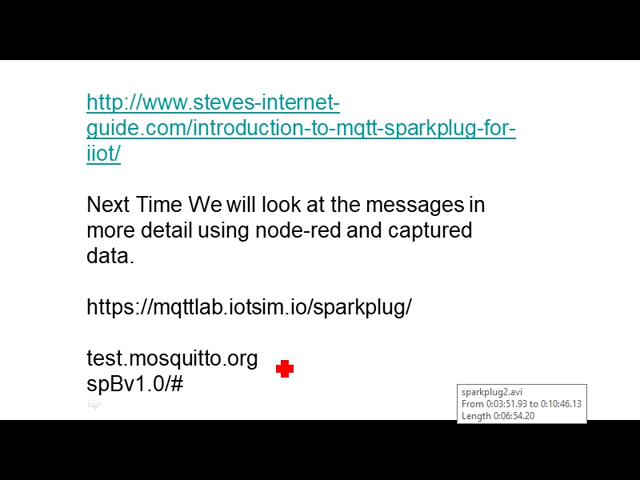 http://www.steves-internet-
guide.com/introduction-to-mqtt-sparkplug-for-
iiot/
Next Time We will look at the messages in
more detail using node-red and captured
data.
https://mqttlab.iotsim.io/sparkplug/
test.mosquitto.org
spBv1.0/#
sparkplug2.avi
From 0:03:51.93 to 0:10:46.13
Length 0:06:54.20